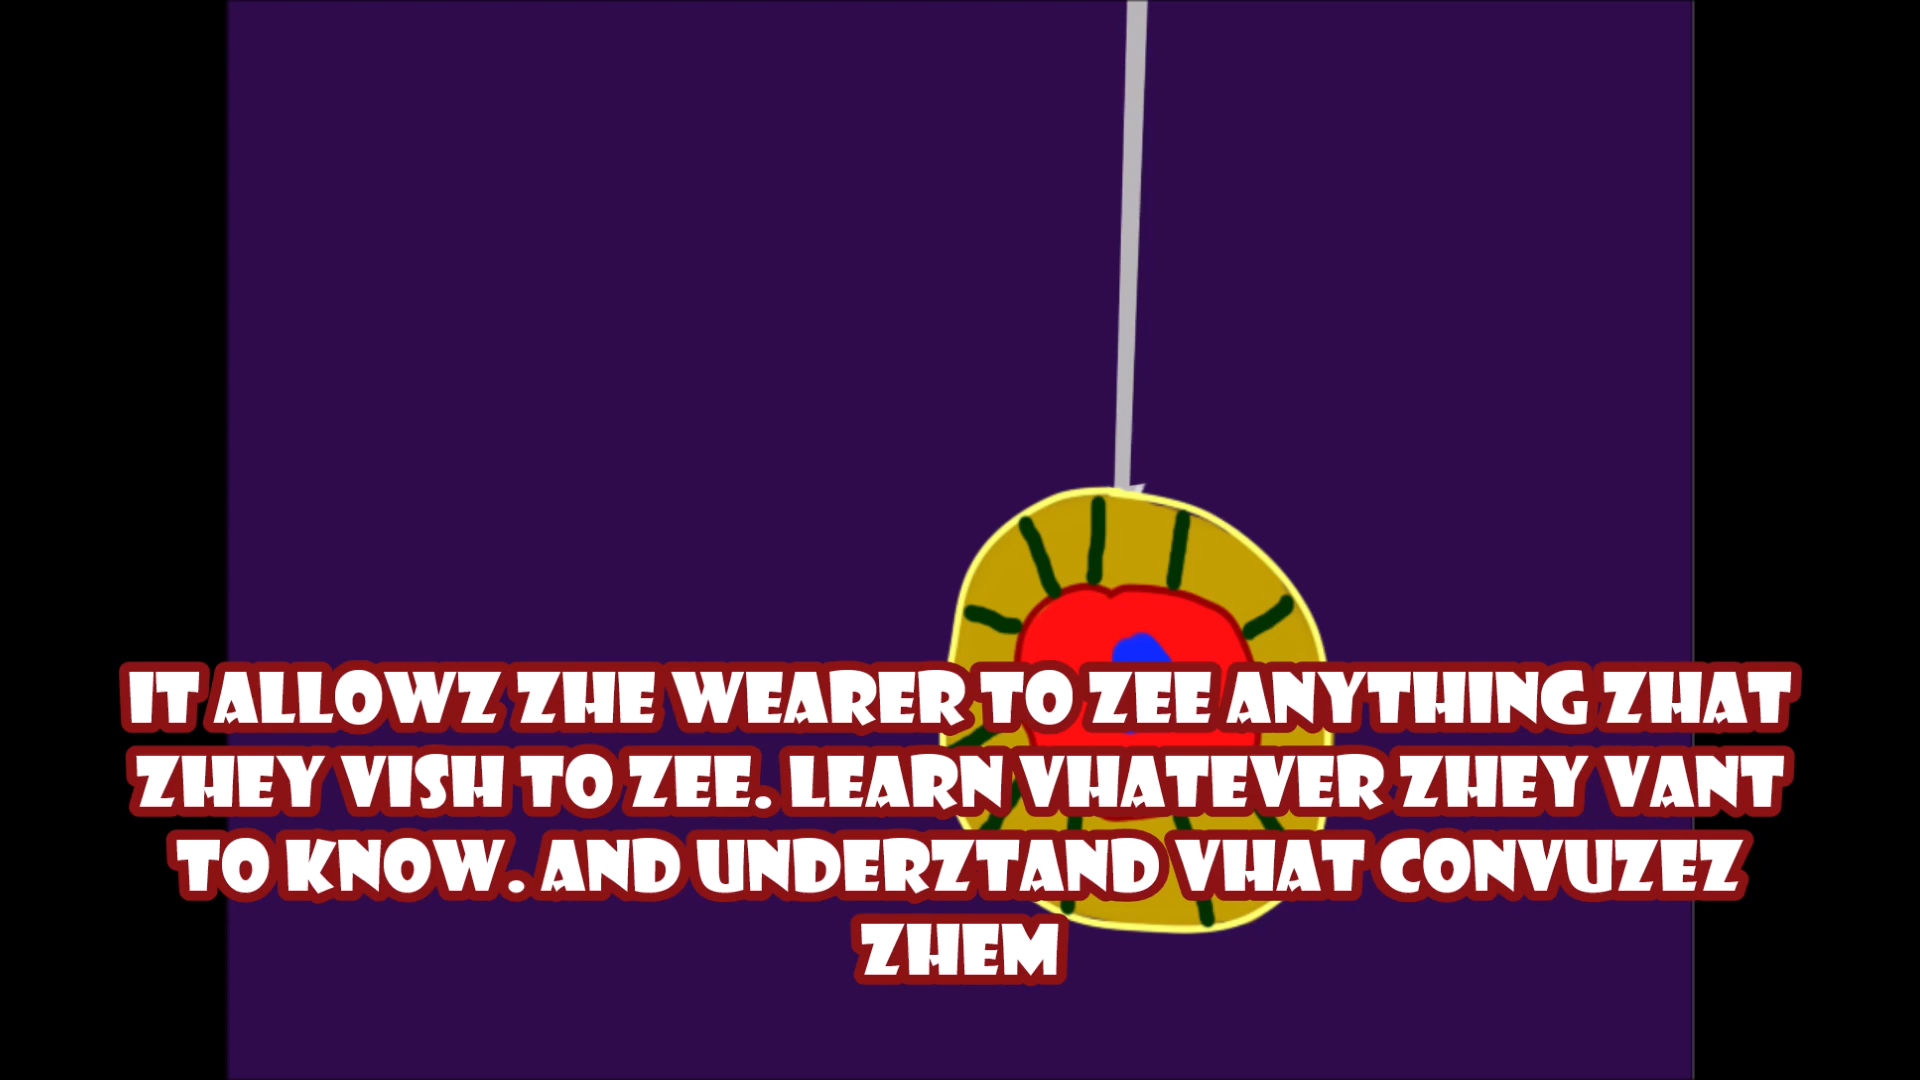 IT ALLOWZ ZHE WEARER TO ZEE ANYTHING ZHAT
ZHEY VISH TO ZEE. LEARN VHATEVER ZHEY VANT
TO KNOW. AND UNDERZTAND VHAT CONVUZEZ
ZHEM